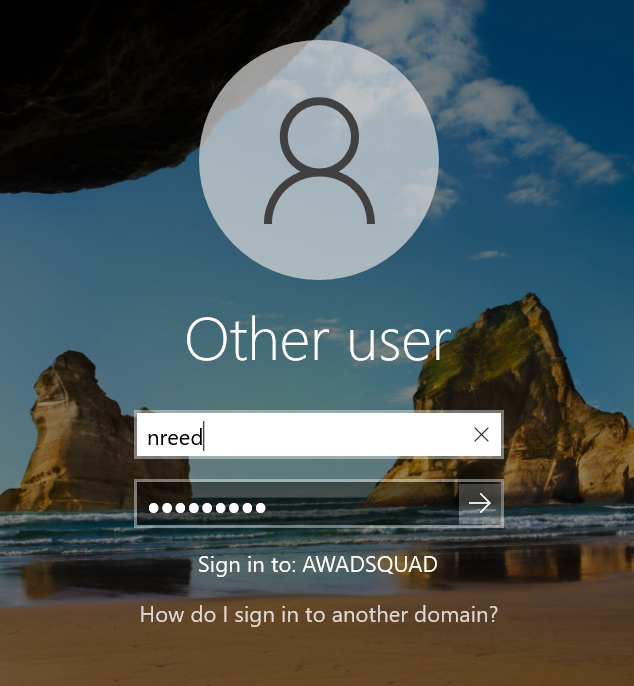 Other user
nreed
●●●●●●●●●
Sign in to: AWADSQUAD
How do I sign in to another domain?